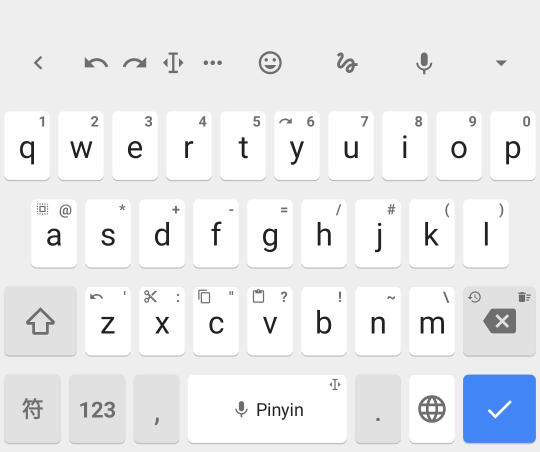 1 2 3 4 5 6 7 8 9 0
q w e r t y u i o p
@ * + - = / # ( )
a s d f g h j k l
' : " ? ! ~ \
z x c v b n m
符 123 , Pinyin .